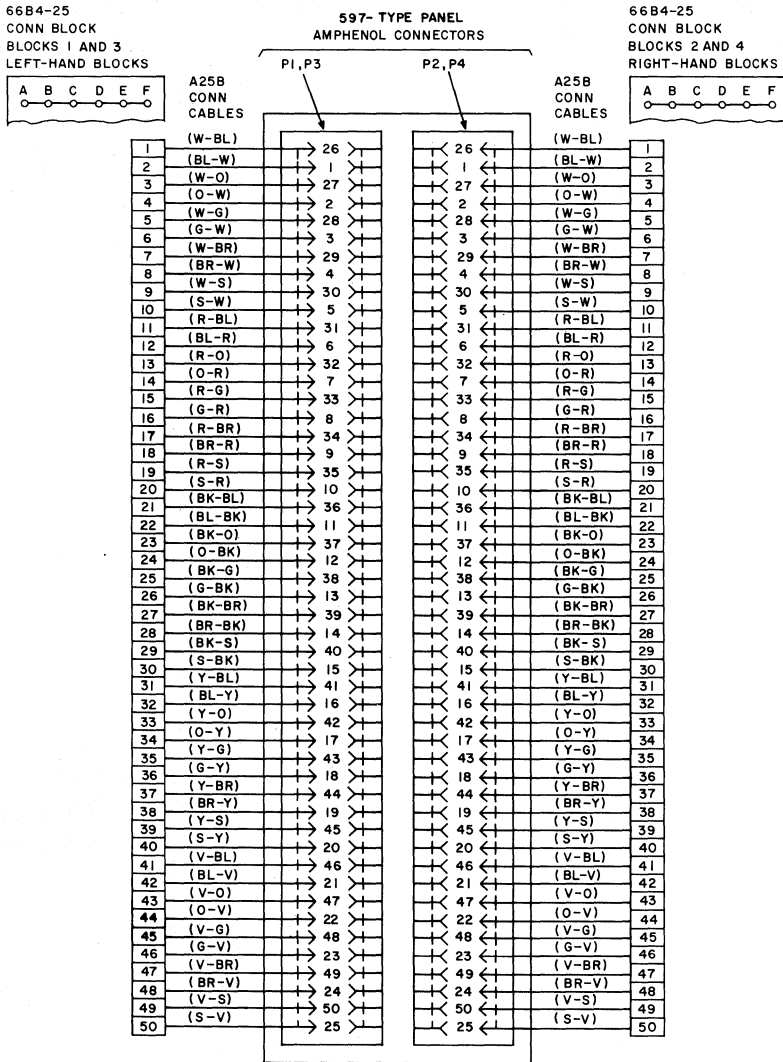 66B4-25
CONN BLOCK
BLOCKS 1 AND 3
LEFT-HAND BLOCKS
A B C D E F
A25B
CONN
CABLES
597-TYPE PANEL
AMPHENOL CONNECTORS
P1,P3
P2,P4
A25B
CONN
CABLES
66B4-25
CONN BLOCK
BLOCKS 2 AND 4
RIGHT-HAND BLOCKS
A B C D E F
1 (W-BL) 26 26 (W-BL) 1
2 (BL-W) 1 1 (BL-W) 2
3 (W-O) 27 27 (W-O) 3
4 (O-W) 2 2 (O-W) 4
5 (W-G) 28 28 (W-G) 5
6 (G-W) 3 3 (G-W) 6
7 (W-BR) 29 29 (W-BR) 7
8 (BR-W) 4 4 (BR-W) 8
9 (W-S) 30 30 (W-S) 9
10 (S-W) 5 5 (S-W) 10
11 (R-BL) 31 31 (R-BL) 11
12 (BL-R) 6 6 (BL-R) 12
13 (R-O) 32 32 (R-O) 13
14 (O-R) 7 7 (O-R) 14
15 (R-G) 33 33 (R-G) 15
16 (G-R) 8 8 (G-R) 16
17 (R-BR) 34 34 (R-BR) 17
18 (BR-R) 9 9 (BR-R) 18
19 (R-S) 35 35 (R-S) 19
20 (S-R) 10 10 (S-R) 20
21 (BK-BL) 36 36 (BK-BL) 21
22 (BL-BK) 11 11 (BL-BK) 22
23 (BK-O) 37 37 (BK-O) 23
24 (O-BK) 12 12 (O-BK) 24
25 (BK-G) 38 38 (BK-G) 25
26 (G-BK) 13 13 (G-BK) 26
27 (BK-BR) 39 39 (BK-BR) 27
28 (BR-BK) 14 14 (BR-BK) 28
29 (BK-S) 40 40 (BK-S) 29
30 (S-BK) 15 15 (S-BK) 30
31 (Y-BL) 41 41 (Y-BL) 31
32 (BL-Y) 16 16 (BL-Y) 32
33 (Y-O) 42 42 (Y-O) 33
34 (O-Y) 17 17 (O-Y) 34
35 (Y-G) 43 43 (Y-G) 35
36 (G-Y) 18 18 (G-Y) 36
37 (Y-BR) 44 44 (Y-BR) 37
38 (BR-Y) 19 19 (BR-Y) 38
39 (Y-S) 45 45 (Y-S) 39
40 (S-Y) 20 20 (S-Y) 40
41 (V-BL) 46 46 (V-BL) 41
42 (BL-V) 21 21 (BL-V) 42
43 (V-O) 47 47 (V-O) 43
44 (O-V) 22 22 (O-V) 44
45 (V-G) 48 48 (V-G) 45
46 (G-V) 23 23 (G-V) 46
47 (V-BR) 49 49 (V-BR) 47
48 (BR-V) 24 24 (BR-V) 48
49 (V-S) 50 50 (V-S) 49
50 (S-V) 25 25 (S-V) 50